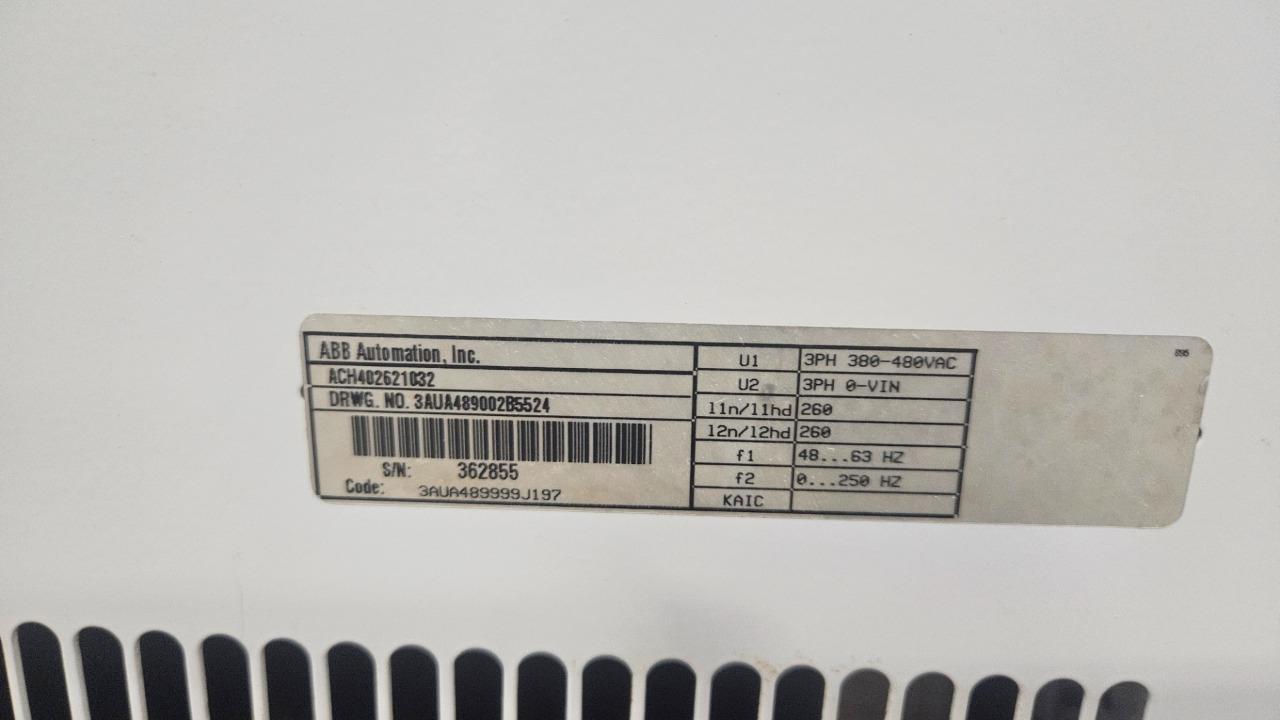 ABB Automation, Inc.
ACH402621032
DRWG. NO. 3AUA489002B5524
S/N: 362855
Code: 3AUA489999J197
U1 3PH 380-480VAC
U2 3PH 0-VIN
I1n/I1hd 260
I2n/I2hd 260
f1 48...63 HZ
f2 0...250 HZ
KAIC